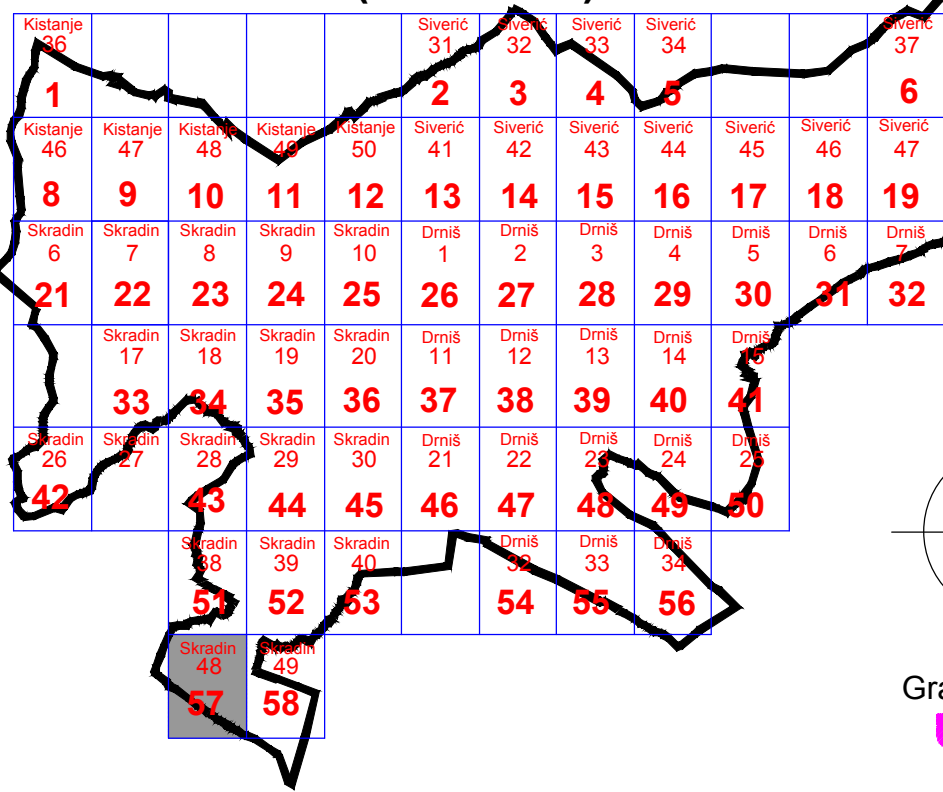 Kistanje Siverić Siverić Siverić Siverić Siverić
36 31 32 33 34 37
1 2 3 4 5 6
Kistanje Kistanje Kistanje Kistanje Kistanje Siverić Siverić Siverić Siverić Siverić Siverić Siverić
46 47 48 49 50 41 42 43 44 45 46 47
8 9 10 11 12 13 14 15 16 17 18 19
Skradin Skradin Skradin Skradin Skradin Drniš Drniš Drniš Drniš Drniš Drniš Drniš
6 7 8 9 10 1 2 3 4 5 6 7
21 22 23 24 25 26 27 28 29 30 31 32
Skradin Skradin Skradin Skradin Drniš Drniš Drniš Drniš Drniš
17 18 19 20 11 12 13 14 15
33 34 35 36 37 38 39 40 41
Skradin Skradin Skradin Skradin Skradin Drniš Drniš Drniš Drniš Drniš
26 27 28 29 30 21 22 23 24 25
42 43 44 45 46 47 48 49 50
Skradin Skradin Skradin Drniš Drniš Drniš
38 39 40 32 33 34
51 52 53 54 55 56
Skradin Skradin
48 49
57 58
Gra